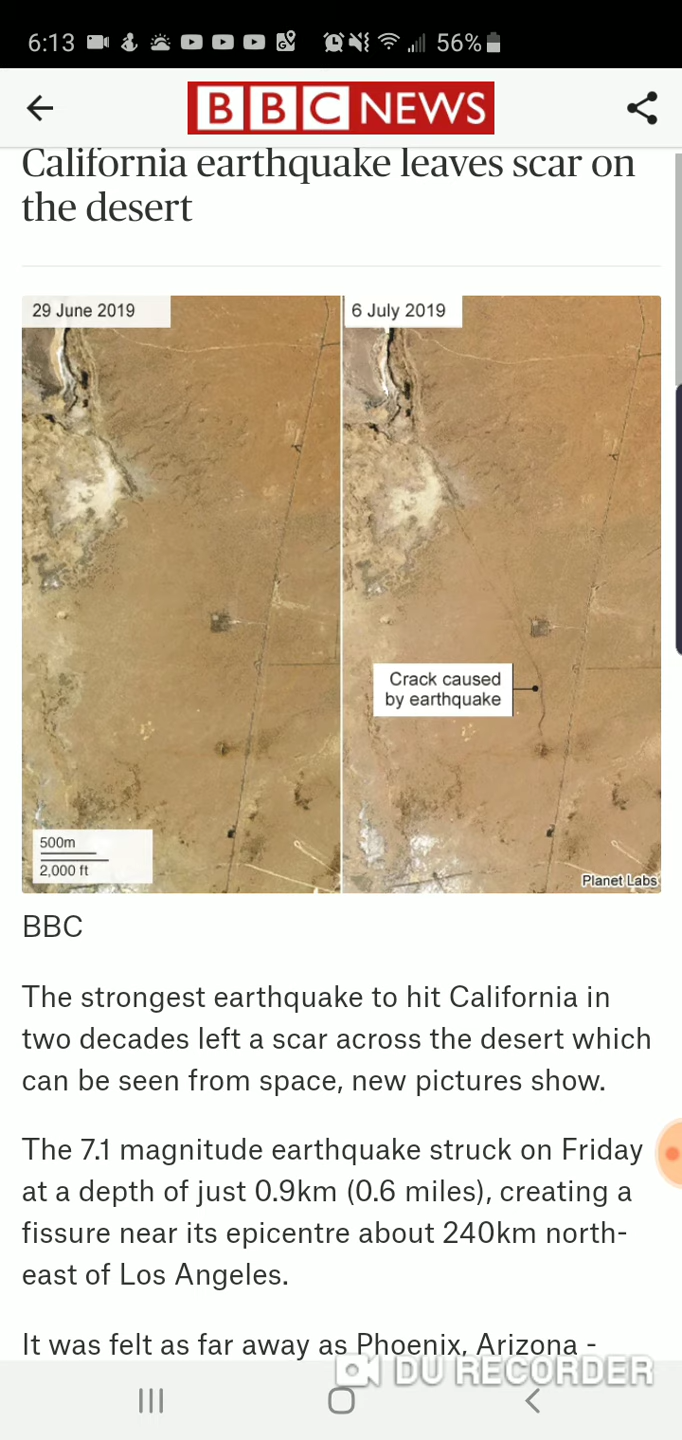 6:13 56%
BBC NEWS
California earthquake leaves scar on
the desert
29 June 2019
6 July 2019
Crack caused
by earthquake
500m
2,000 ft
Planet Labs
BBC
The strongest earthquake to hit California in
two decades left a scar across the desert which
can be seen from space, new pictures show.
The 7.1 magnitude earthquake struck on Friday
at a depth of just 0.9km (0.6 miles), creating a
fissure near its epicentre about 240km north-
east of Los Angeles.
It was felt as far away as Phoenix, Arizona -
DU RECORDER